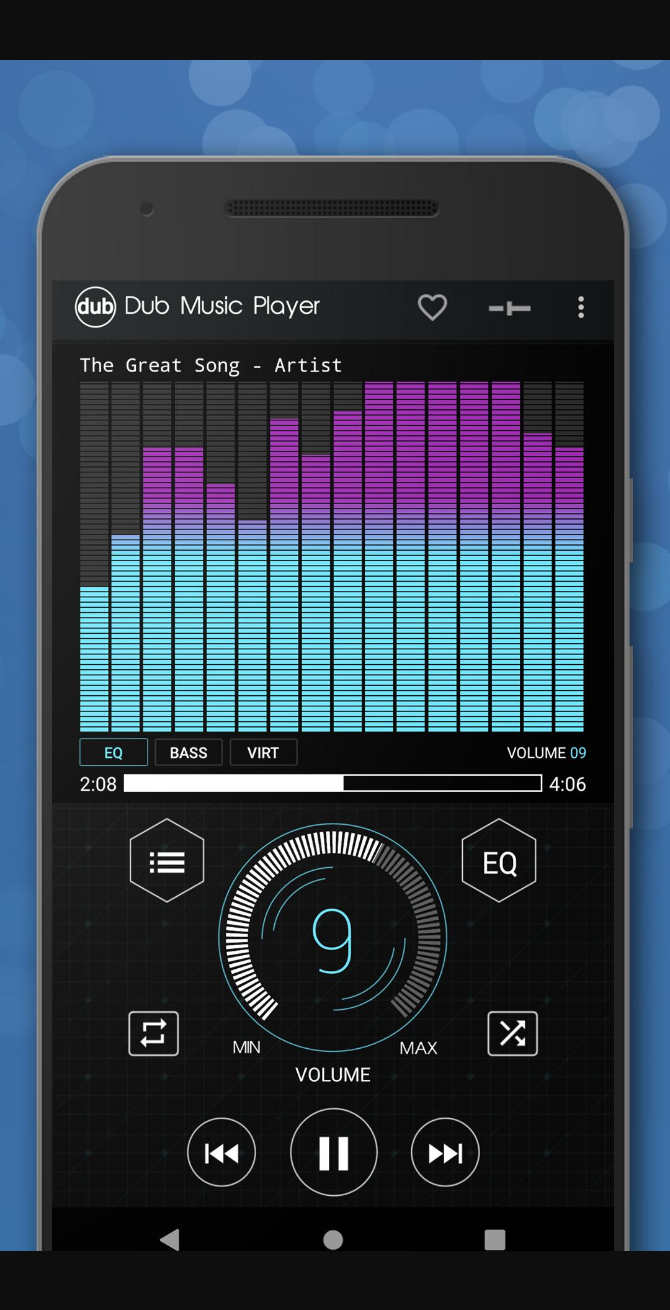 dub Dub Music Player
The Great Song - Artist
EQ BASS VIRT VOLUME 09
2:08 4:06
EQ
9
MIN MAX
VOLUME